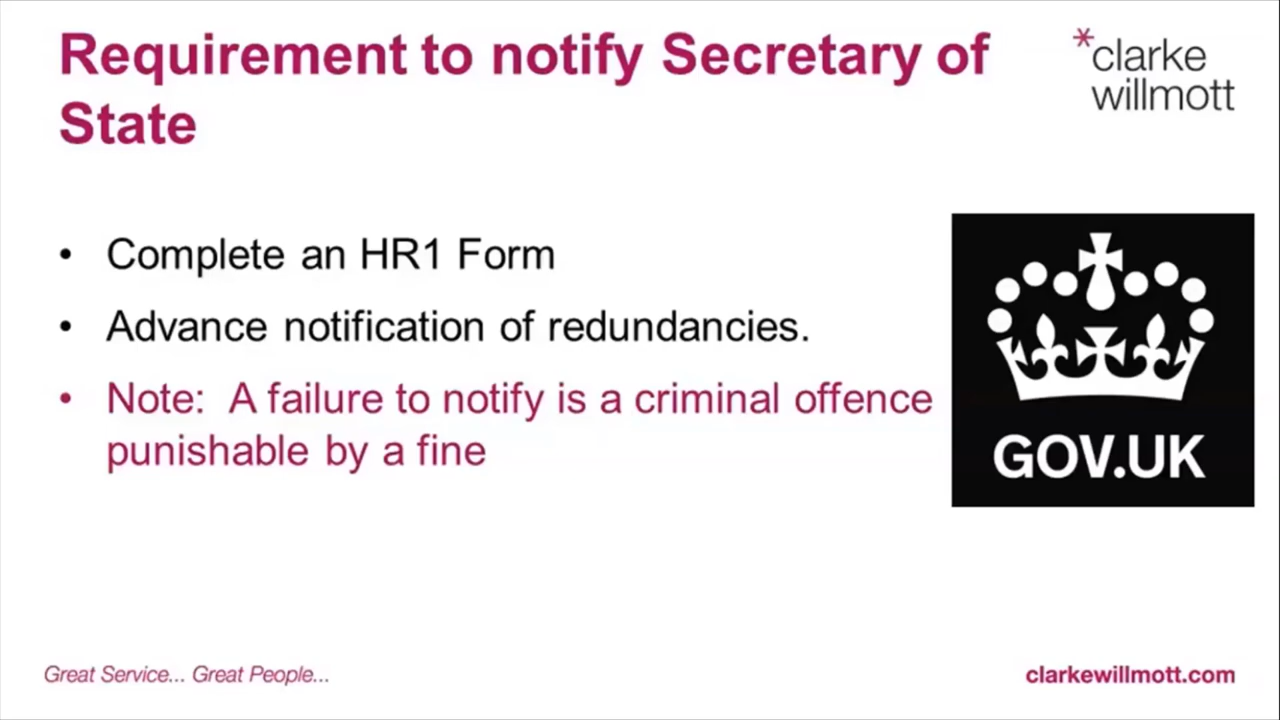 Requirement to notify Secretary of
State
*clarke
willmott
• Complete an HR1 Form
• Advance notification of redundancies.
• Note:  A failure to notify is a criminal offence
punishable by a fine
GOV.UK
Great Service... Great People...
clarkewillmott.com